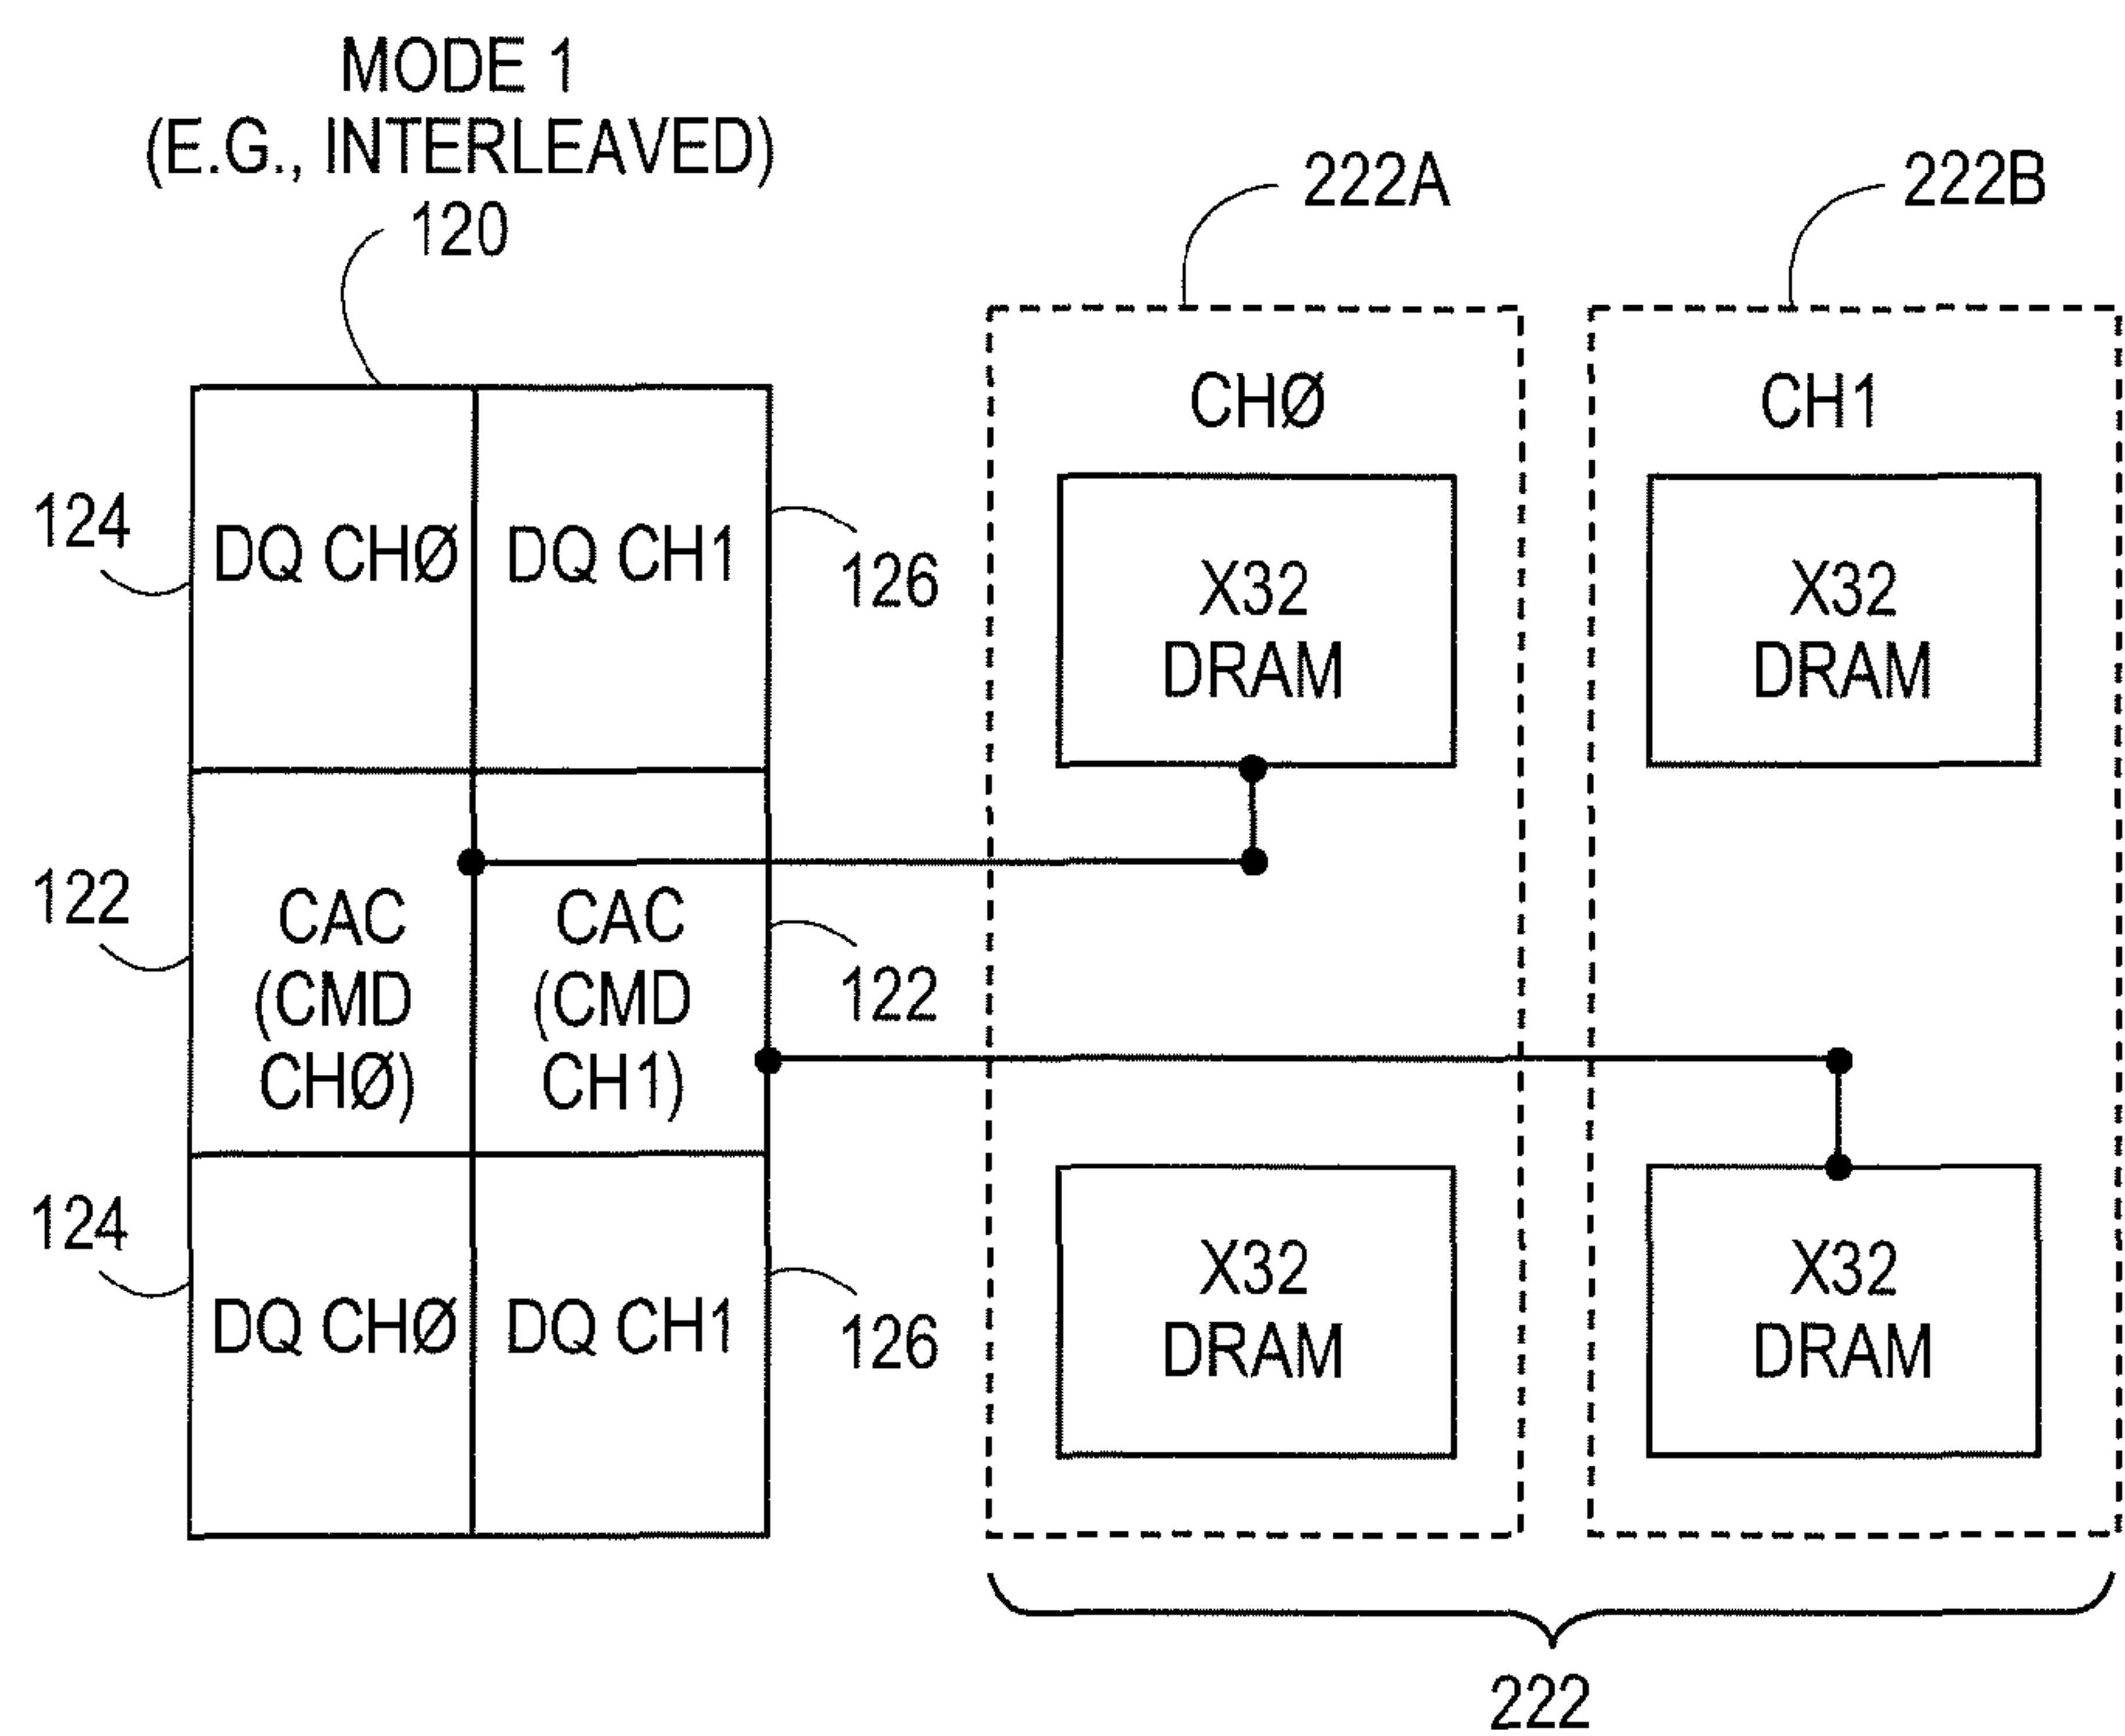 MODE 1
(E.G., INTERLEAVED)
120
222A
222B
CHØ
CH1
124
DQ CHØ
DQ CH1
126
X32
DRAM
X32
DRAM
122
CAC
(CMD
CHØ)
CAC
(CMD
CH1)
122
124
DQ CHØ
DQ CH1
126
X32
DRAM
X32
DRAM
222